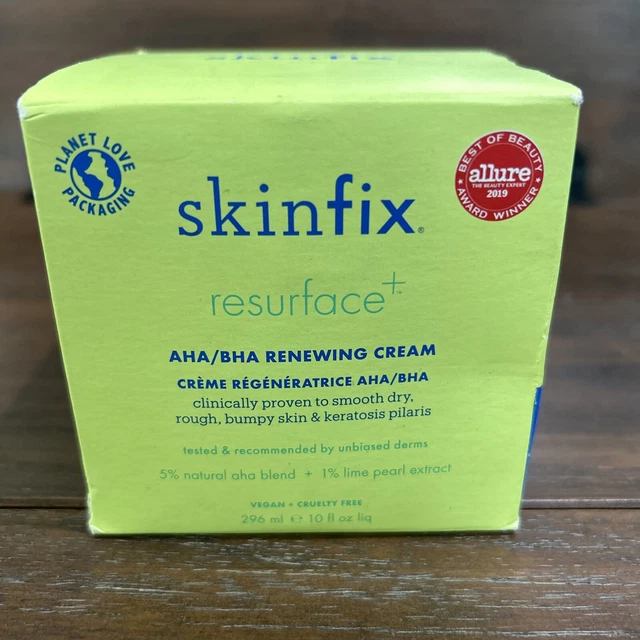 skinfix
PLANET LOVE
PACKAGING
BEST OF BEAUTY
allure
THE BEAUTY EXPERT
2019
AWARD WINNER
skinfix®
resurface+
AHA/BHA RENEWING CREAM
CRÈME RÉGÉNÉRATRICE AHA/BHA
clinically proven to smooth dry,
rough, bumpy skin & keratosis pilaris
tested & recommended by unbiased derms
5% natural aha blend + 1% lime pearl extract
VEGAN + CRUELTY FREE
296 ml ℮ 10 fl oz liq